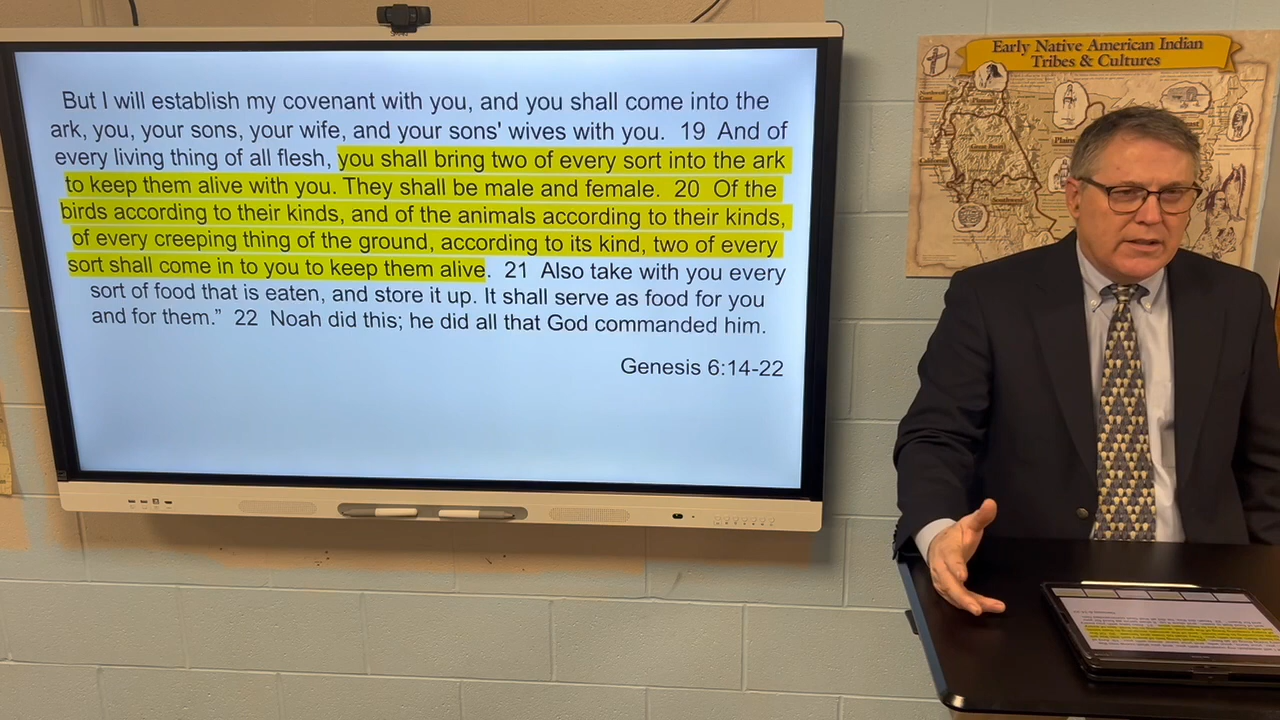 But I will establish my covenant with you, and you shall come into the
ark, you, your sons, your wife, and your sons' wives with you. 19 And of
every living thing of all flesh, you shall bring two of every sort into the ark
to keep them alive with you. They shall be male and female. 20 Of the
birds according to their kinds, and of the animals according to their kinds,
of every creeping thing of the ground, according to its kind, two of every
sort shall come in to you to keep them alive. 21 Also take with you every
sort of food that is eaten, and store it up. It shall serve as food for you
and for them.” 22 Noah did this; he did all that God commanded him.
Genesis 6:14-22
Early Native American Indian
Tribes & Cultures